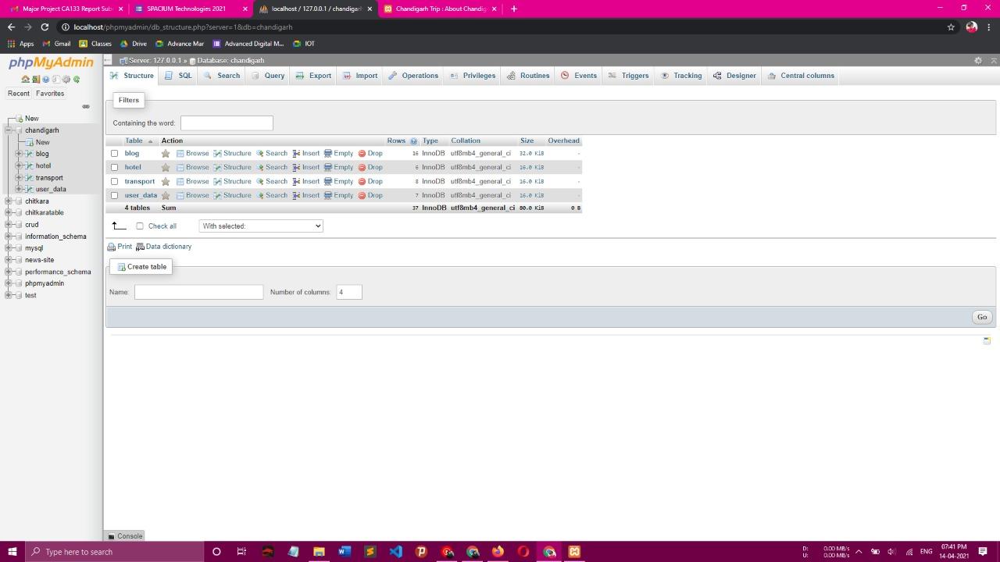 Major Project CA133 Report Sub SPACIUM Technologies 2021 localhost / 127.0.0.1 / chandigarh Chandigarh Trip : About Chandig
localhost/phpmyadmin/db_structure.php?server=1&db=chandigarh
Apps Gmail Classes Drive Advance Mar Advanced Digital M... IOT
phpMyAdmin
Recent Favorites
New
chandigarh
New
blog
hotel
transport
user_data
chitkara
chitkaratable
crud
information_schema
mysql
news-site
performance_schema
phpmyadmin
test
Server: 127.0.0.1 » Database: chandigarh
Structure SQL Search Query Export Import Operations Privileges Routines Events Triggers Tracking Designer Central columns
Filters
Containing the word:
Table Action Rows Type Collation Size Overhead
blog Browse Structure Search Insert Empty Drop 16 InnoDB utf8mb4_general_ci 32.0 KiB -
hotel Browse Structure Search Insert Empty Drop 6 InnoDB utf8mb4_general_ci 16.0 KiB -
transport Browse Structure Search Insert Empty Drop 8 InnoDB utf8mb4_general_ci 16.0 KiB -
user_data Browse Structure Search Insert Empty Drop 7 InnoDB utf8mb4_general_ci 16.0 KiB -
4 tables Sum 37 InnoDB utf8mb4_general_ci 80.0 KiB 0 B
Check all With selected:
Print Data dictionary
Create table
Name: Number of columns: 4
Go
Console
Type here to search
D: 0.00 MB/s
U: 0.00 MB/s
ENG
07:41 PM
14-04-2021